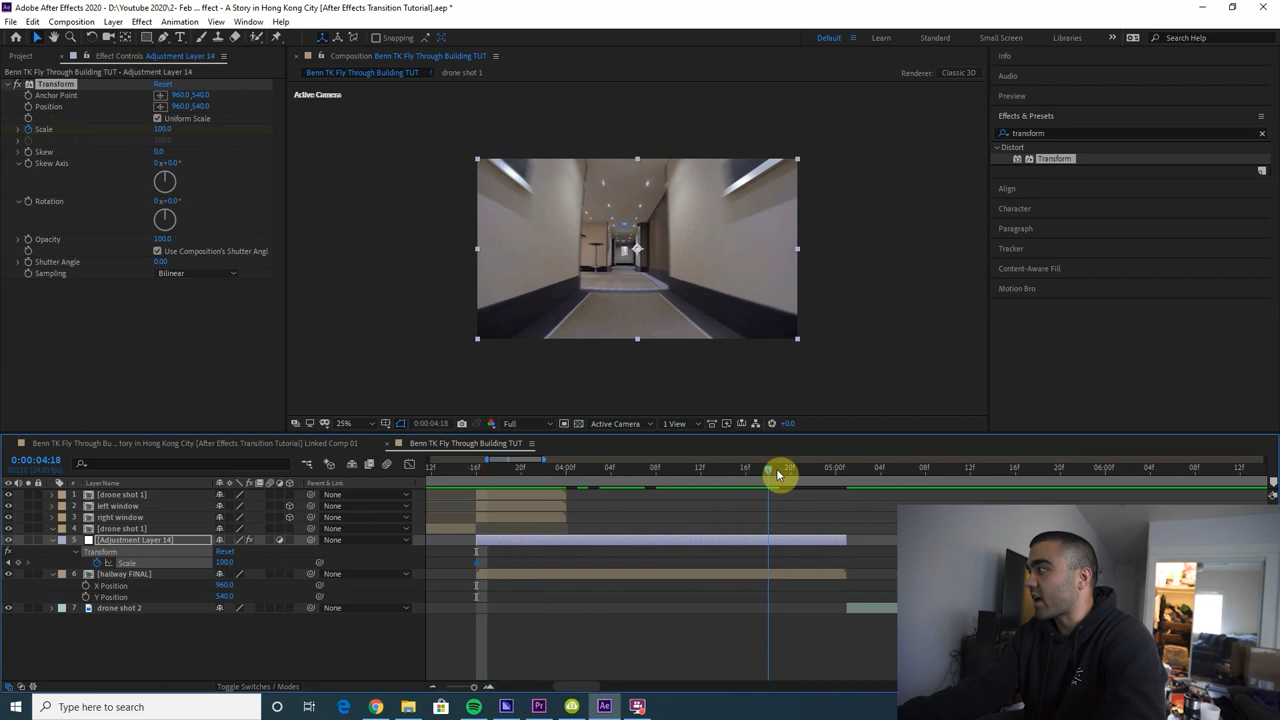 Adobe After Effects 2020 - D:\Youtube 2020\2- Feb ... ffect - A Story in Hong Kong City [After Effects Transition Tutorial].aep *
File Edit Composition Layer Effect Animation View Window Help
Snapping
Default Learn Standard Small Screen Libraries Search Help
Project Effect Controls Adjustment Layer 14
Composition Benn TK Fly Through Building TUT
Info
Benn TK Fly Through Building TUT - Adjustment Layer 14
Benn TK Fly Through Building TUT drone shot 1
Renderer: Classic 3D
Audio
fx Transform Reset
Active Camera
Anchor Point 960.0,540.0
Preview
Position 960.0,540.0
Effects & Presets
Uniform Scale
Scale 100.0
transform
100.0
Distort
Skew 0.0
Transform
Skew Axis 0x+0.0°
Align
Rotation 0x+0.0°
Character
Paragraph
Opacity 100.0
Tracker
Use Composition's Shutter Angl
Shutter Angle 0.00
Content-Aware Fill
Sampling Bilinear
Motion Bro
25% 0:00:04:18 Full Active Camera 1 View +0.0
Benn TK Fly Through Bu ... tory in Hong Kong City [After Effects Transition Tutorial] Linked Comp 01
Benn TK Fly Through Building TUT
0:00:04:18
00110 (24.00 fps)
12f 16f 20f 04:00f 04f 08f 12f 16f 20f 05:00f 04f 08f 12f 16f 20f 06:00f 04f 08f 12f
# Layer Name Parent & Link
1 [drone shot 1] None
2 left window None
3 right window None
4 [drone shot 1] None
5 [Adjustment Layer 14] None
fx Transform Reset
Scale 100.0
6 [hallway FINAL] None
X Position 960.0
Y Position 540.0
7 drone shot 2 None
Toggle Switches / Modes
Type here to search